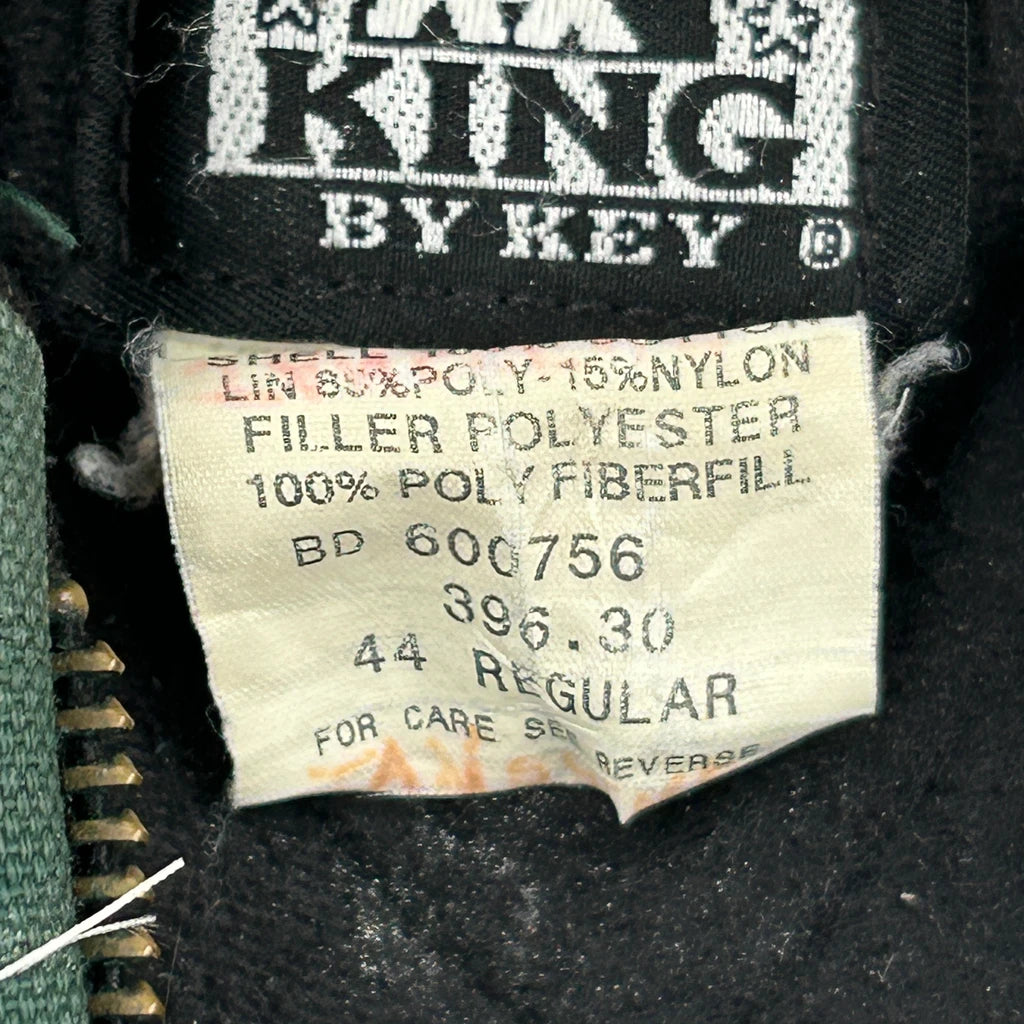 KING
BY KEY ®
SHELL
LIN 85%POLY-15%NYLON
FILLER POLYESTER
100% POLY FIBERFILL
BD 600756
396.30
44 REGULAR
FOR CARE SEE REVERSE